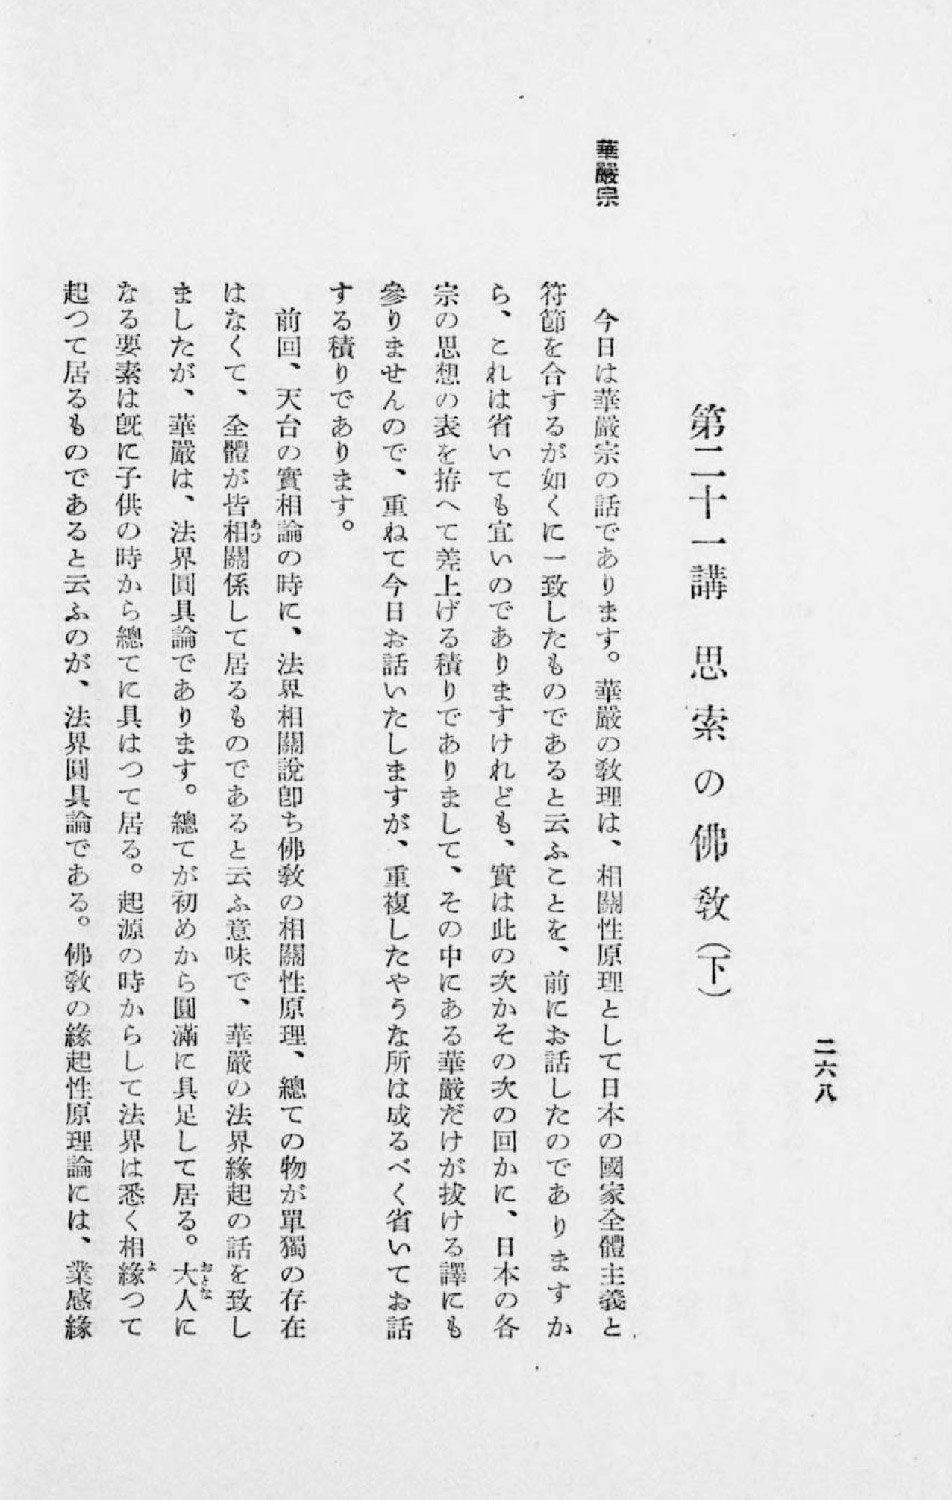 二六八
第二十一講　思索の佛敎（下）
華嚴宗
今日は華嚴宗の話であります。華嚴の敎理は、相關性原理として日本の國家全體主義と
符節を合するが如くに一致したものであると云ふことを、前にお話したのでありますか
ら、これは省いても宜いのでありますけれども、實は此の次かその次の回かに、日本の各
宗の思想の表を拵へて差上げる積りでありまして、その中にある華嚴だけが拔ける譯にも
參りませんので、重ねて今日お話いたしますが、重複したやうな所は成るべく省いてお話
する積りであります。
前回、天台の實相論の時に、法界相關說卽ち佛敎の相關性原理、總ての物が單獨の存在
はなくて、全體が皆相關係して居るものであると云ふ意味で、華嚴の法界緣起の話を致し
ましたが、華嚴は、法界圓具論であります。總てが初めから圓滿に具足して居る。大人に
なる要素は旣に子供の時から總てに具はつて居る。起源の時からして法界は悉く相緣つて
起つて居るものであると云ふのが、法界圓具論である。佛敎の緣起性原理論には、業感緣